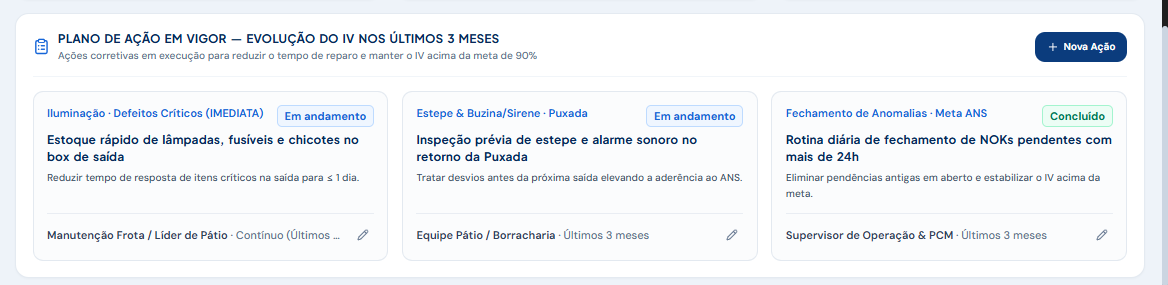 PLANO DE AÇÃO EM VIGOR — EVOLUÇÃO DO IV NOS ÚLTIMOS 3 MESES
Ações corretivas em execução para reduzir o tempo de reparo e manter o IV acima da meta de 90%
+ Nova Ação
Iluminação · Defeitos Críticos (IMEDIATA)
Em andamento
Estoque rápido de lâmpadas, fusíveis e chicotes no
box de saída
Reduzir tempo de resposta de itens críticos na saída para ≤ 1 dia.
Manutenção Frota / Líder de Pátio · Contínuo (Últimos ...
Estepe & Buzina/Sirene · Puxada
Em andamento
Inspeção prévia de estepe e alarme sonoro no
retorno da Puxada
Tratar desvios antes da próxima saída elevando a aderência ao ANS.
Equipe Pátio / Borracharia · Últimos 3 meses
Fechamento de Anomalias · Meta ANS
Concluído
Rotina diária de fechamento de NOKs pendentes com
mais de 24h
Eliminar pendências antigas em aberto e estabilizar o IV acima da
meta.
Supervisor de Operação & PCM · Últimos 3 meses